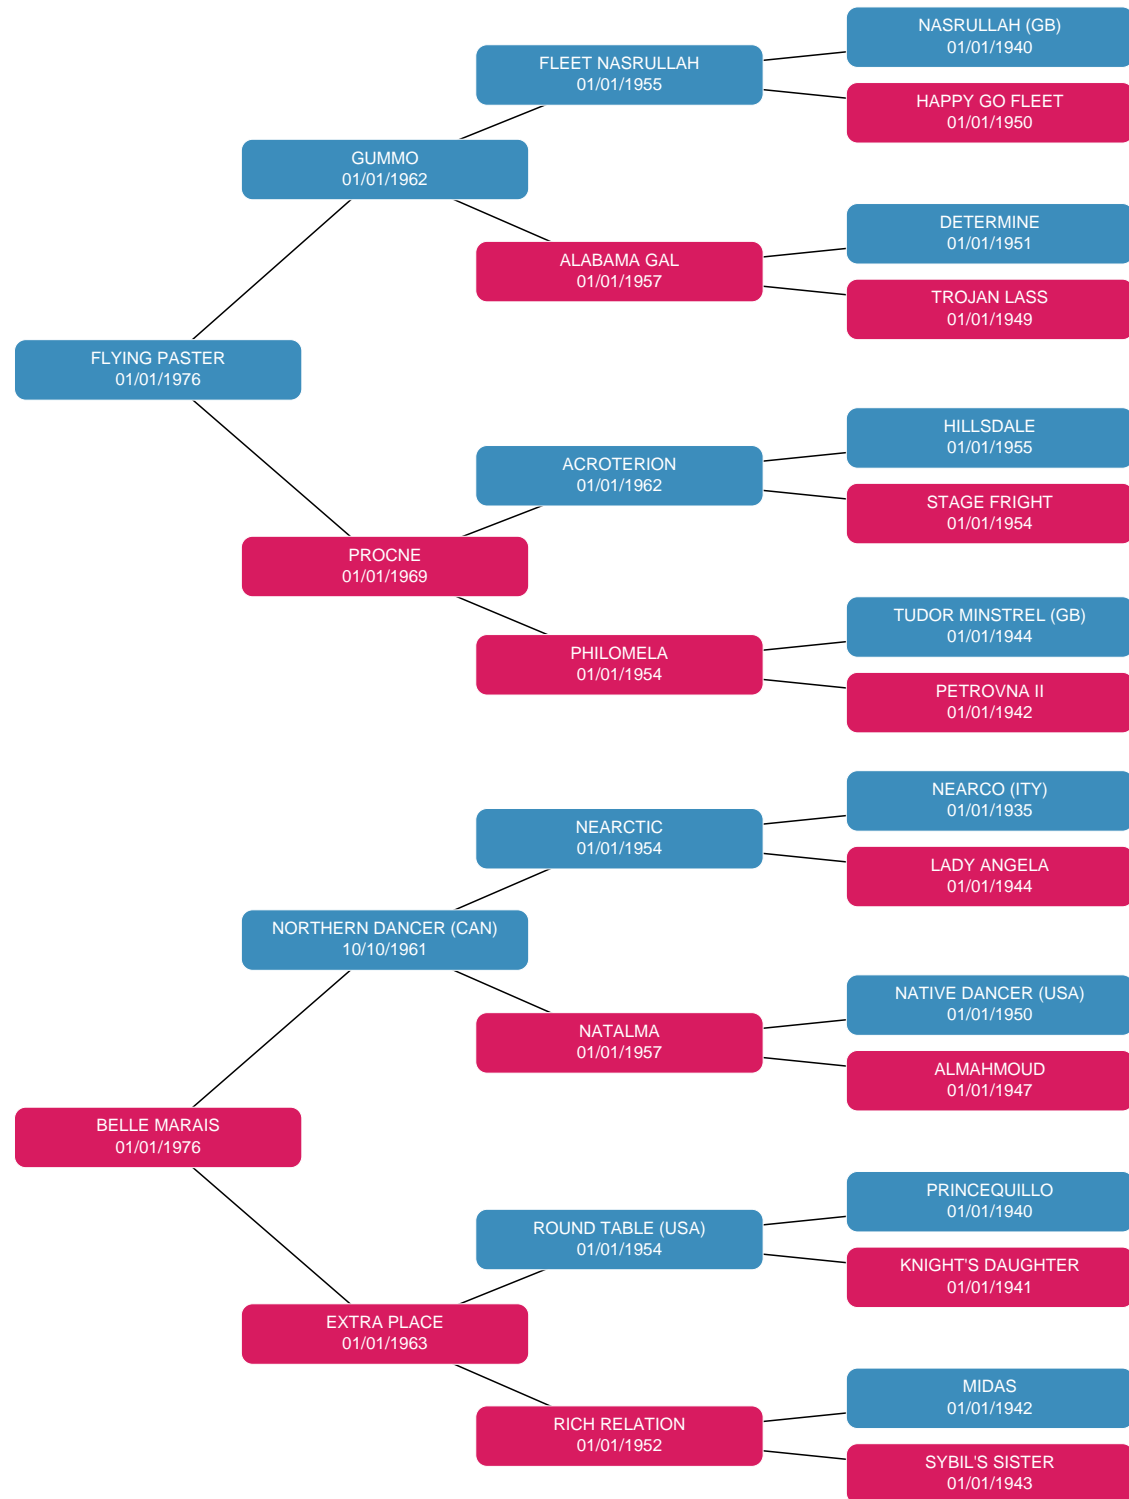 NASRULLAH (GB)
01/01/1940
FLEET NASRULLAH
01/01/1955
HAPPY GO FLEET
01/01/1950
GUMMO
01/01/1962
DETERMINE
01/01/1951
ALABAMA GAL
01/01/1957
TROJAN LASS
01/01/1949
FLYING PASTER
01/01/1976
HILLSDALE
01/01/1955
ACROTERION
01/01/1962
STAGE FRIGHT
01/01/1954
PROCNE
01/01/1969
TUDOR MINSTREL (GB)
01/01/1944
PHILOMELA
01/01/1954
PETROVNA II
01/01/1942
NEARCO (ITY)
01/01/1935
NEARCTIC
01/01/1954
LADY ANGELA
01/01/1944
NORTHERN DANCER (CAN)
10/10/1961
NATIVE DANCER (USA)
01/01/1950
NATALMA
01/01/1957
ALMAHMOUD
01/01/1947
BELLE MARAIS
01/01/1976
PRINCEQUILLO
01/01/1940
ROUND TABLE (USA)
01/01/1954
KNIGHT'S DAUGHTER
01/01/1941
EXTRA PLACE
01/01/1963
MIDAS
01/01/1942
RICH RELATION
01/01/1952
SYBIL'S SISTER
01/01/1943